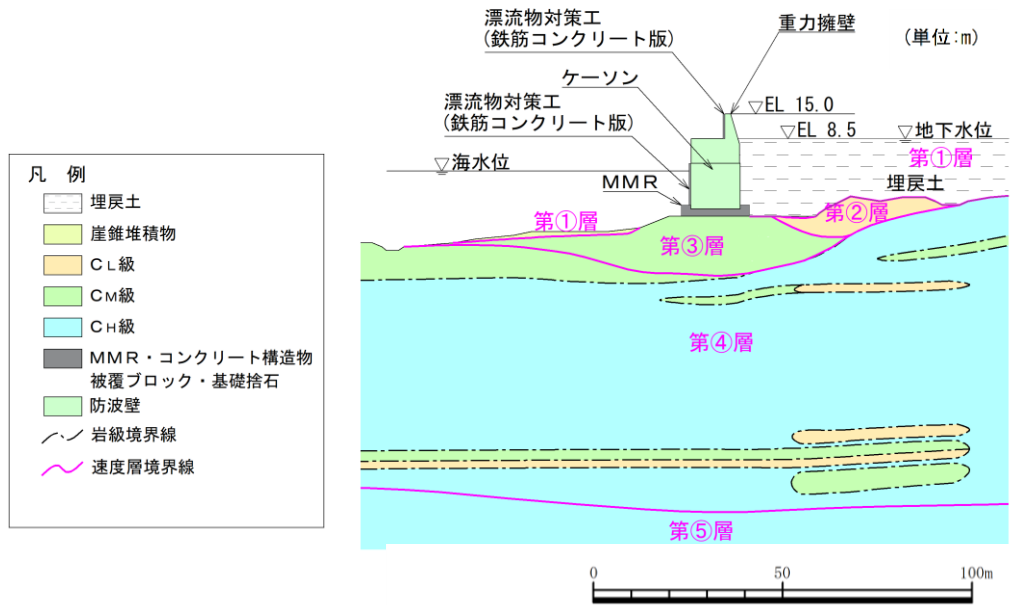 漂流物対策工
(鉄筋コンクリート版)
重力擁壁
(単位:m)
ケーソン
漂流物対策工
(鉄筋コンクリート版)
▽EL 15.0
▽EL 8.5
▽地下水位
▽海水位
第①層
埋戻土
MMR
第①層
第②層
第③層
第④層
第⑤層
凡 例
埋戻土
崖錐堆積物
CL級
CM級
CH級
MMR・コンクリート構造物
被覆ブロック・基礎捨石
防波壁
岩級境界線
速度層境界線
0 50 100m